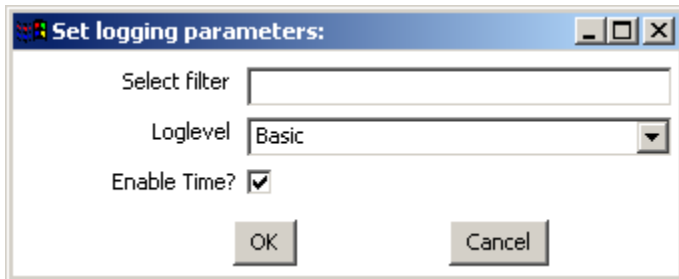 Set logging parameters:
Select filter
Loglevel Basic
Enable Time?
OK Cancel